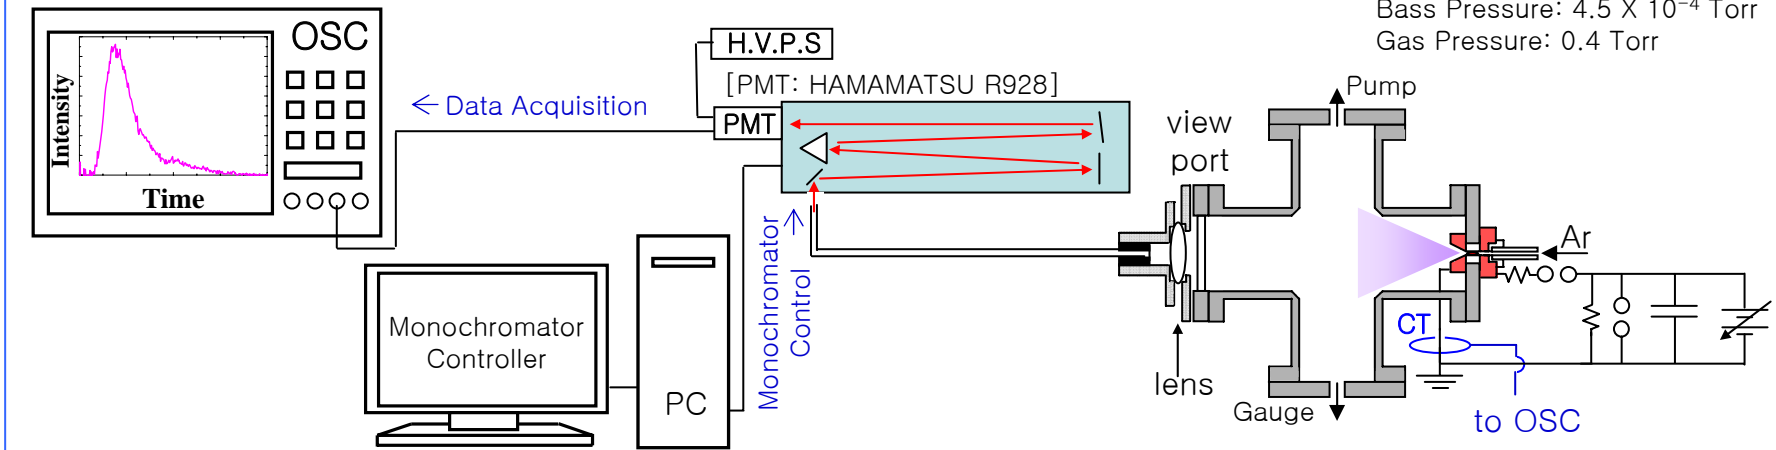 Bass Pressure: 4.5 X 10⁻⁴ Torr
Gas Pressure: 0.4 Torr
OSC
Intensity
Time
H.V.P.S
[PMT: HAMAMATSU R928]
← Data Acquisition
PMT
Pump
view
port
Ar
Monochromator
Control
Monochromator
Controller
PC
CT
lens
Gauge
to OSC